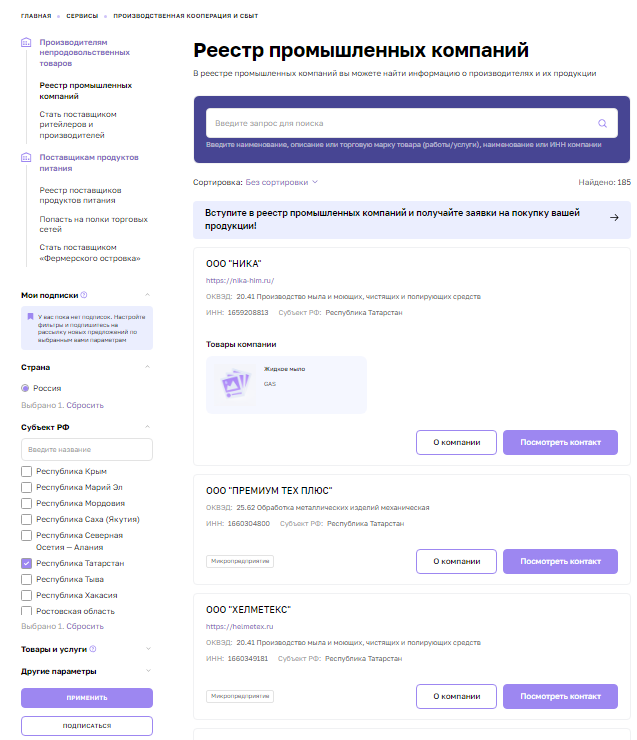 ГЛАВНАЯ СЕРВИСЫ ПРОИЗВОДСТВЕННАЯ КООПЕРАЦИЯ И СБЫТ
Производителям
непродовольственных
товаров
Реестр промышленных
компаний
Стать поставщиком
ритейлеров и
производителей
Поставщикам продуктов
питания
Реестр поставщиков
продуктов питания
Попасть на полки торговых
сетей
Стать поставщиком
«Фермерского островка»
Мои подписки
У вас пока нет подписок. Настройте
фильтры и подпишитесь на
рассылку новых предложений по
выбранным вами параметрам
Страна
Россия
Выбрано 1. Сбросить
Субъект РФ
Введите название
Республика Крым
Республика Марий Эл
Республика Мордовия
Республика Саха (Якутия)
Республика Северная
Осетия — Алания
Республика Татарстан
Республика Тыва
Республика Хакасия
Ростовская область
Выбрано 1. Сбросить
Товары и услуги
Другие параметры
ПРИМЕНИТЬ
ПОДПИСАТЬСЯ
Реестр промышленных компаний
В реестре промышленных компаний вы можете найти информацию о производителях и их продукции
Введите запрос для поиска
Введите наименование, описание или торговую марку товара (работы/услуги), наименование или ИНН компании
Сортировка: Без сортировки
Найдено: 185
Вступите в реестр промышленных компаний и получайте заявки на покупку вашей
продукции!
ООО "НИКА"
https://nika-him.ru/
ОКВЭД: 20.41 Производство мыла и моющих, чистящих и полирующих средств
ИНН: 1659208813 Субъект РФ: Республика Татарстан
Товары компании
Жидкое мыло
GAS
О компании Посмотреть контакт
ООО "ПРЕМИУМ ТЕХ ПЛЮС"
ОКВЭД: 25.62 Обработка металлических изделий механическая
ИНН: 1660304800 Субъект РФ: Республика Татарстан
Микропредприятие
О компании Посмотреть контакт
ООО "ХЕЛМЕТЕКС"
https://helmetex.ru
ОКВЭД: 20.41 Производство мыла и моющих, чистящих и полирующих средств
ИНН: 1660349181 Субъект РФ: Республика Татарстан
Микропредприятие
О компании Посмотреть контакт